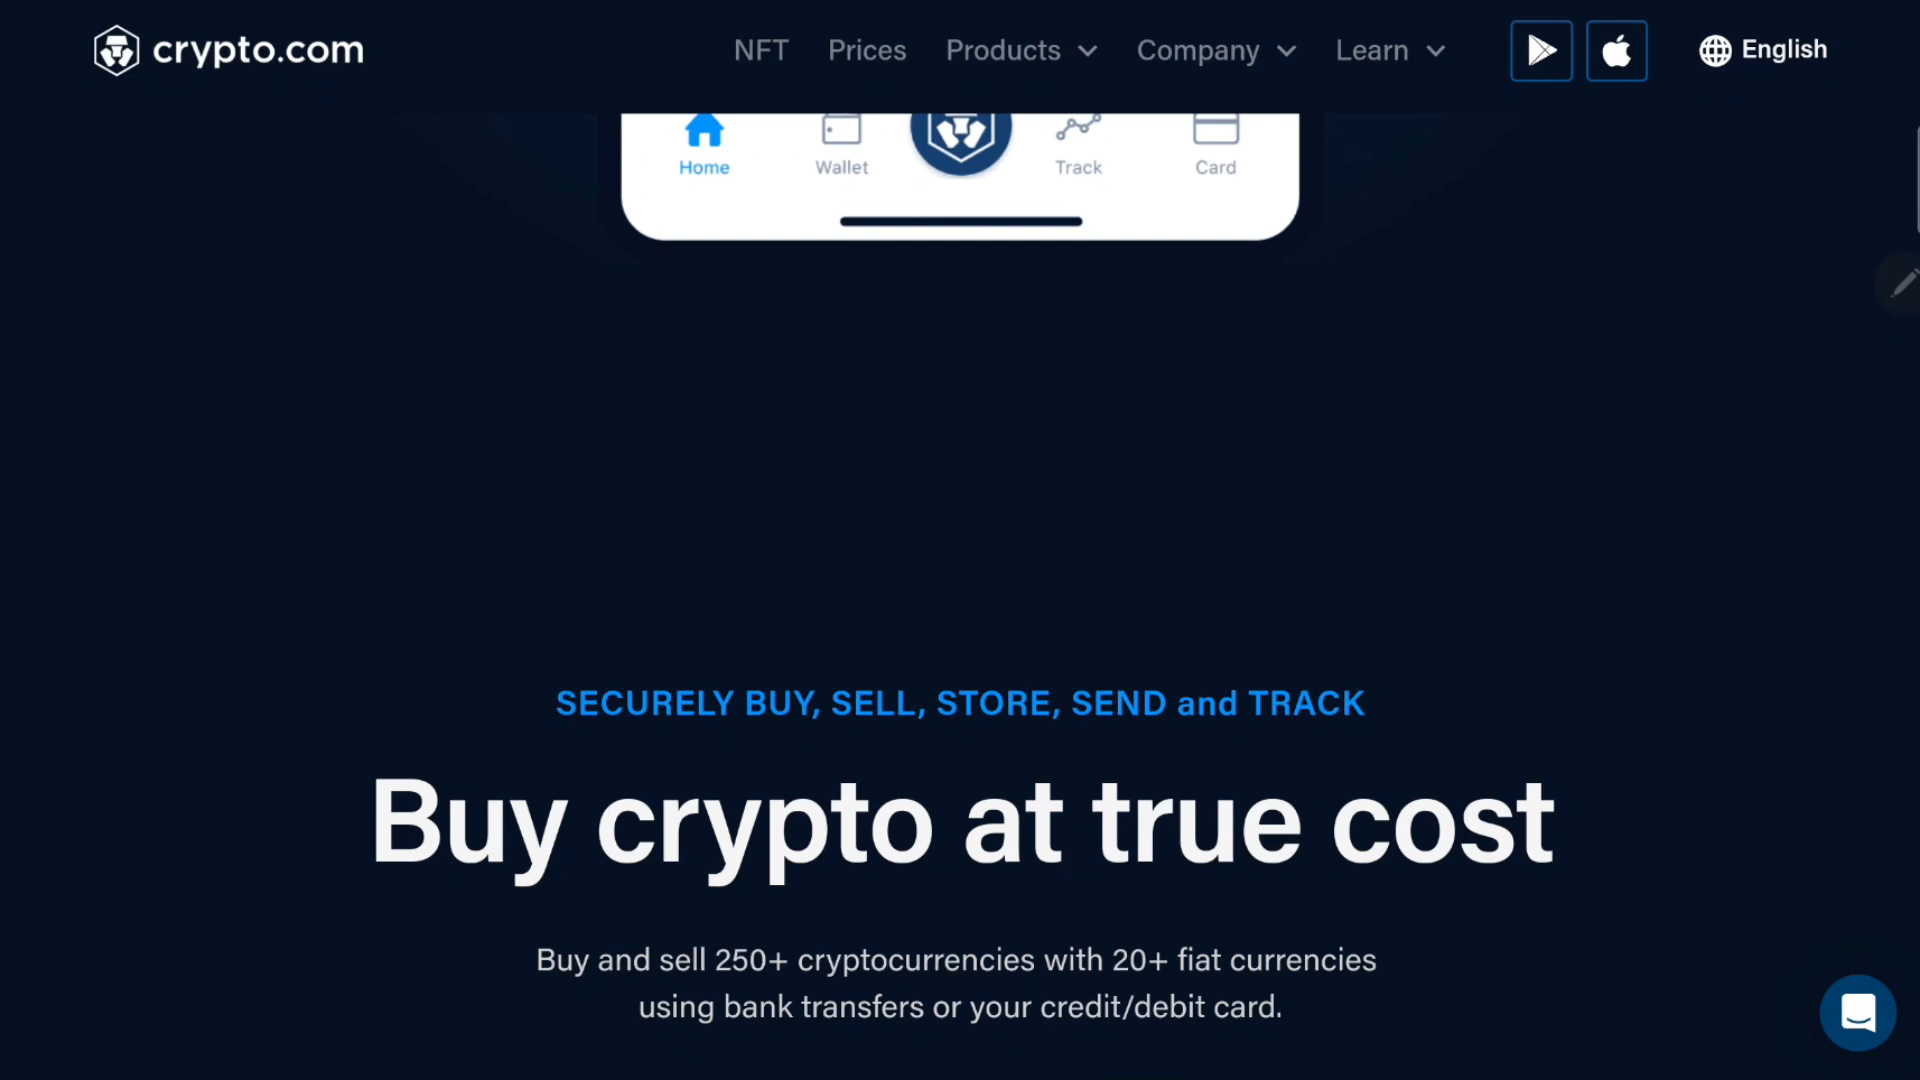 crypto.com NFT Prices Products Company Learn English
Home Wallet Track Card
SECURELY BUY, SELL, STORE, SEND and TRACK
Buy crypto at true cost
Buy and sell 250+ cryptocurrencies with 20+ fiat currencies
using bank transfers or your credit/debit card.